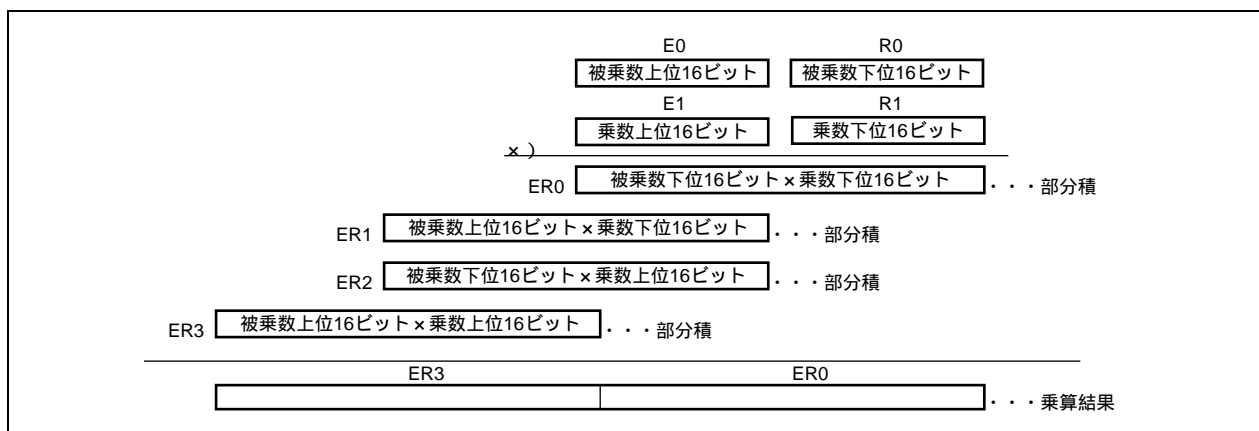 E0 R0
被乗数上位16ビット 被乗数下位16ビット
E1 R1
乗数上位16ビット 乗数下位16ビット
×)
ER0 被乗数下位16ビット×乗数下位16ビット ・・・部分積
ER1 被乗数上位16ビット×乗数下位16ビット ・・・部分積
ER2 被乗数下位16ビット×乗数上位16ビット ・・・部分積
ER3 被乗数上位16ビット×乗数上位16ビット ・・・部分積
ER3 ER0
・・・乗算結果